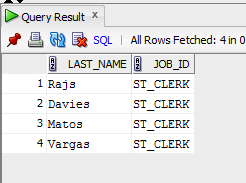 Query Result x
SQL | All Rows Fetched: 4 in 0
LAST_NAME JOB_ID
1 Rajs ST_CLERK
2 Davies ST_CLERK
3 Matos ST_CLERK
4 Vargas ST_CLERK